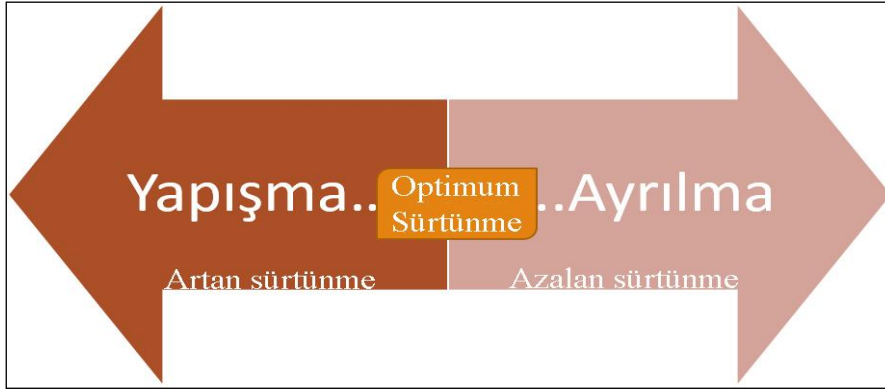 Yapışma..
Optimum
Sürtünme
..Ayrılma
Artan sürtünme
Azalan sürtünme